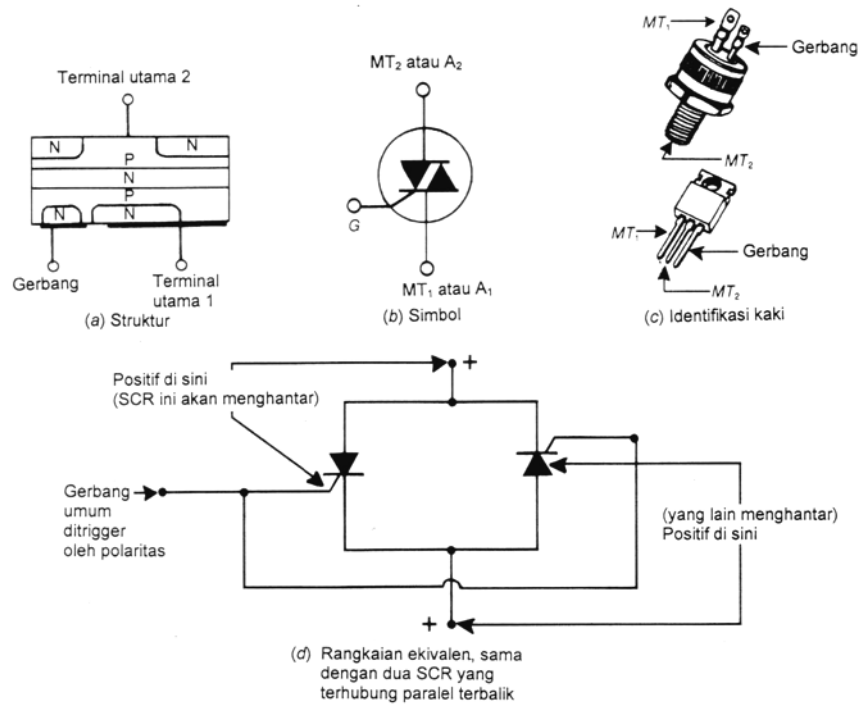 Terminal utama 2
N
N
P
N
P
N
N
Gerbang
Terminal
utama 1
(a) Struktur
MT₂ atau A₂
G
MT₁ atau A₁
(b) Simbol
MT₁
Gerbang
MT₂
MT₁
Gerbang
MT₂
(c) Identifikasi kaki
Positif di sini
(SCR ini akan menghantar)
+
Gerbang
umum
ditrigger
oleh polaritas
(yang lain menghantar)
Positif di sini
+
(d) Rangkaian ekivalen, sama
dengan dua SCR yang
terhubung paralel terbalik